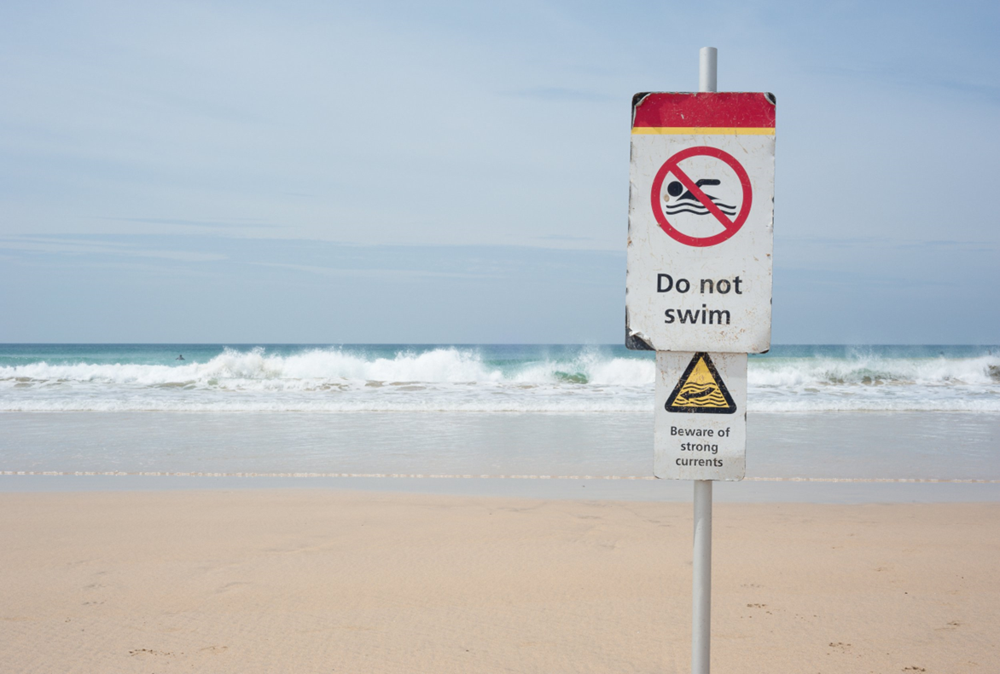 Do not
swim
Beware of
strong
currents